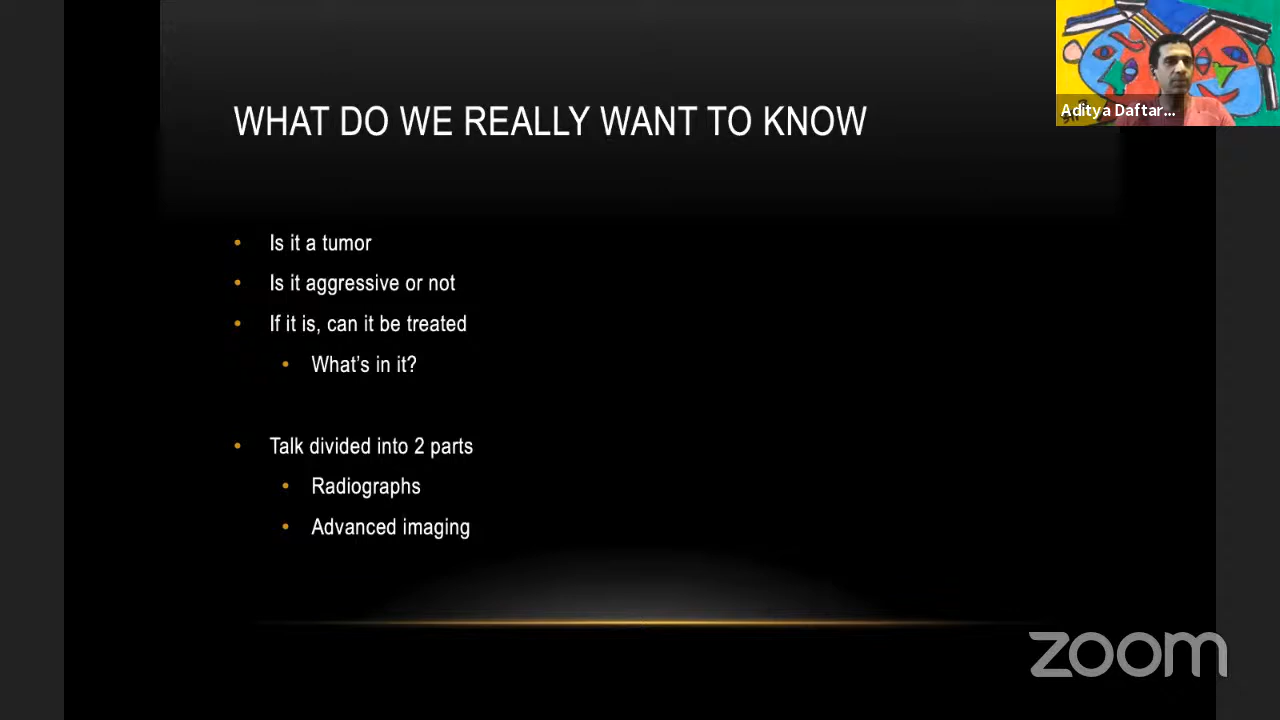 WHAT DO WE REALLY WANT TO KNOW
Aditya Daftar...
• Is it a tumor
• Is it aggressive or not
• If it is, can it be treated
• What's in it?
• Talk divided into 2 parts
• Radiographs
• Advanced imaging
zoom